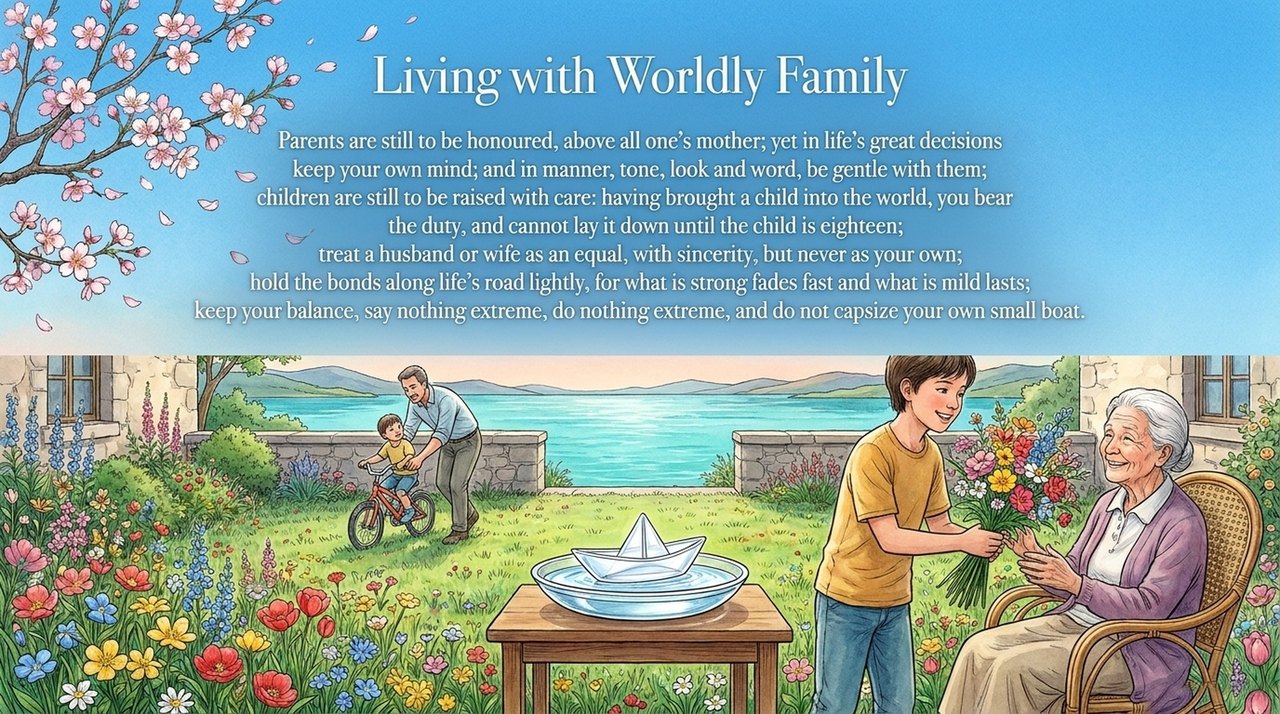 Living with Worldly Family
Parents are still to be honoured, above all one's mother; yet in life's great decisions
keep your own mind; and in manner, tone, look and word, be gentle with them;
children are still to be raised with care: having brought a child into the world, you bear
the duty, and cannot lay it down until the child is eighteen;
treat a husband or wife as an equal, with sincerity, but never as your own;
hold the bonds along life's road lightly, for what is strong fades fast and what is mild lasts;
keep your balance, say nothing extreme, do nothing extreme, and do not capsize your own small boat.